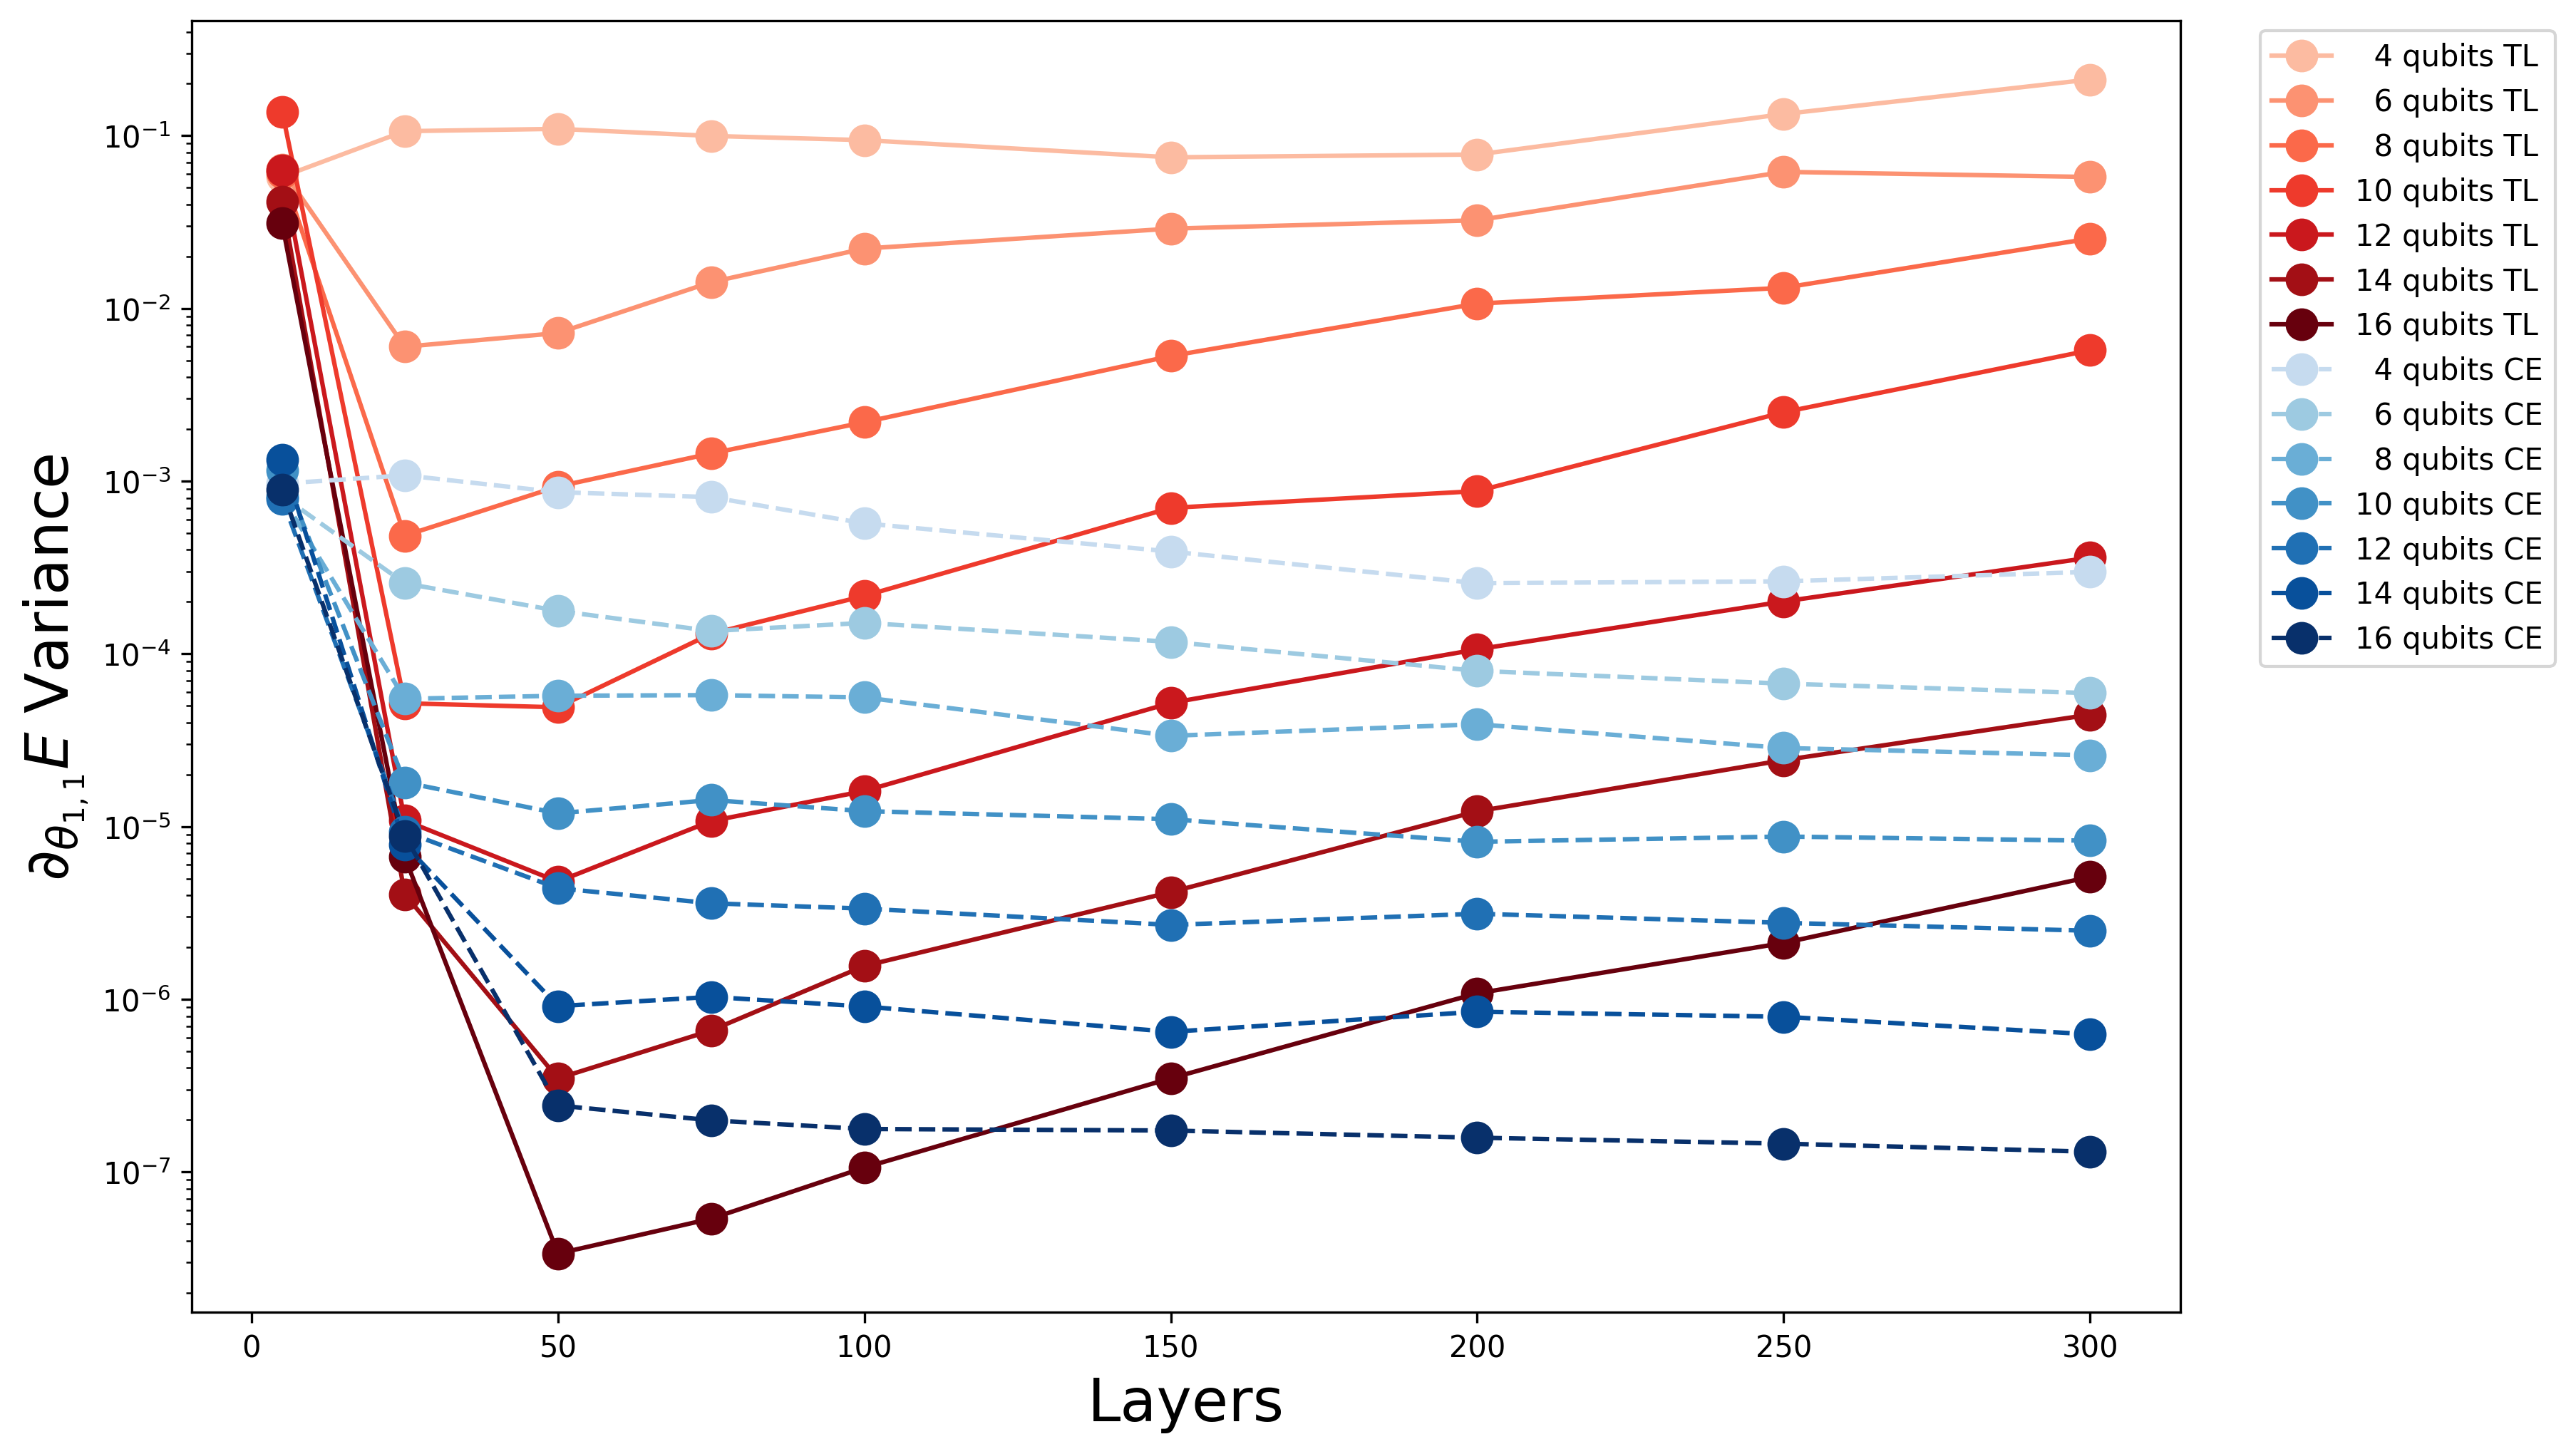 ∂θ₁,₁E Variance
10⁻¹
10⁻²
10⁻³
10⁻⁴
10⁻⁵
10⁻⁶
10⁻⁷
0 50 100 150 200 250 300
Layers
4 qubits TL
6 qubits TL
8 qubits TL
10 qubits TL
12 qubits TL
14 qubits TL
16 qubits TL
4 qubits CE
6 qubits CE
8 qubits CE
10 qubits CE
12 qubits CE
14 qubits CE
16 qubits CE